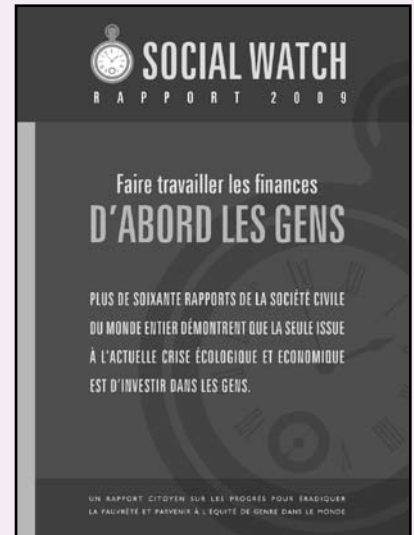 SOCIAL WATCH
RAPPORT 2009
Faire travailler les finances
D'ABORD LES GENS
PLUS DE SOIXANTE RAPPORTS DE LA SOCIÉTÉ CIVILE
DU MONDE ENTIER DÉMONTRENT QUE LA SEULE ISSUE
À L'ACTUELLE CRISE ÉCOLOGIQUE ET ECONOMIQUE
EST D'INVESTIR DANS LES GENS.
UN RAPPORT CITOYEN SUR LES PROGRÈS POUR ÉRADIQUER
LA PAUVRETÉ ET PARVENIR À L'EQUITÉ DE GENRE DANS LE MONDE